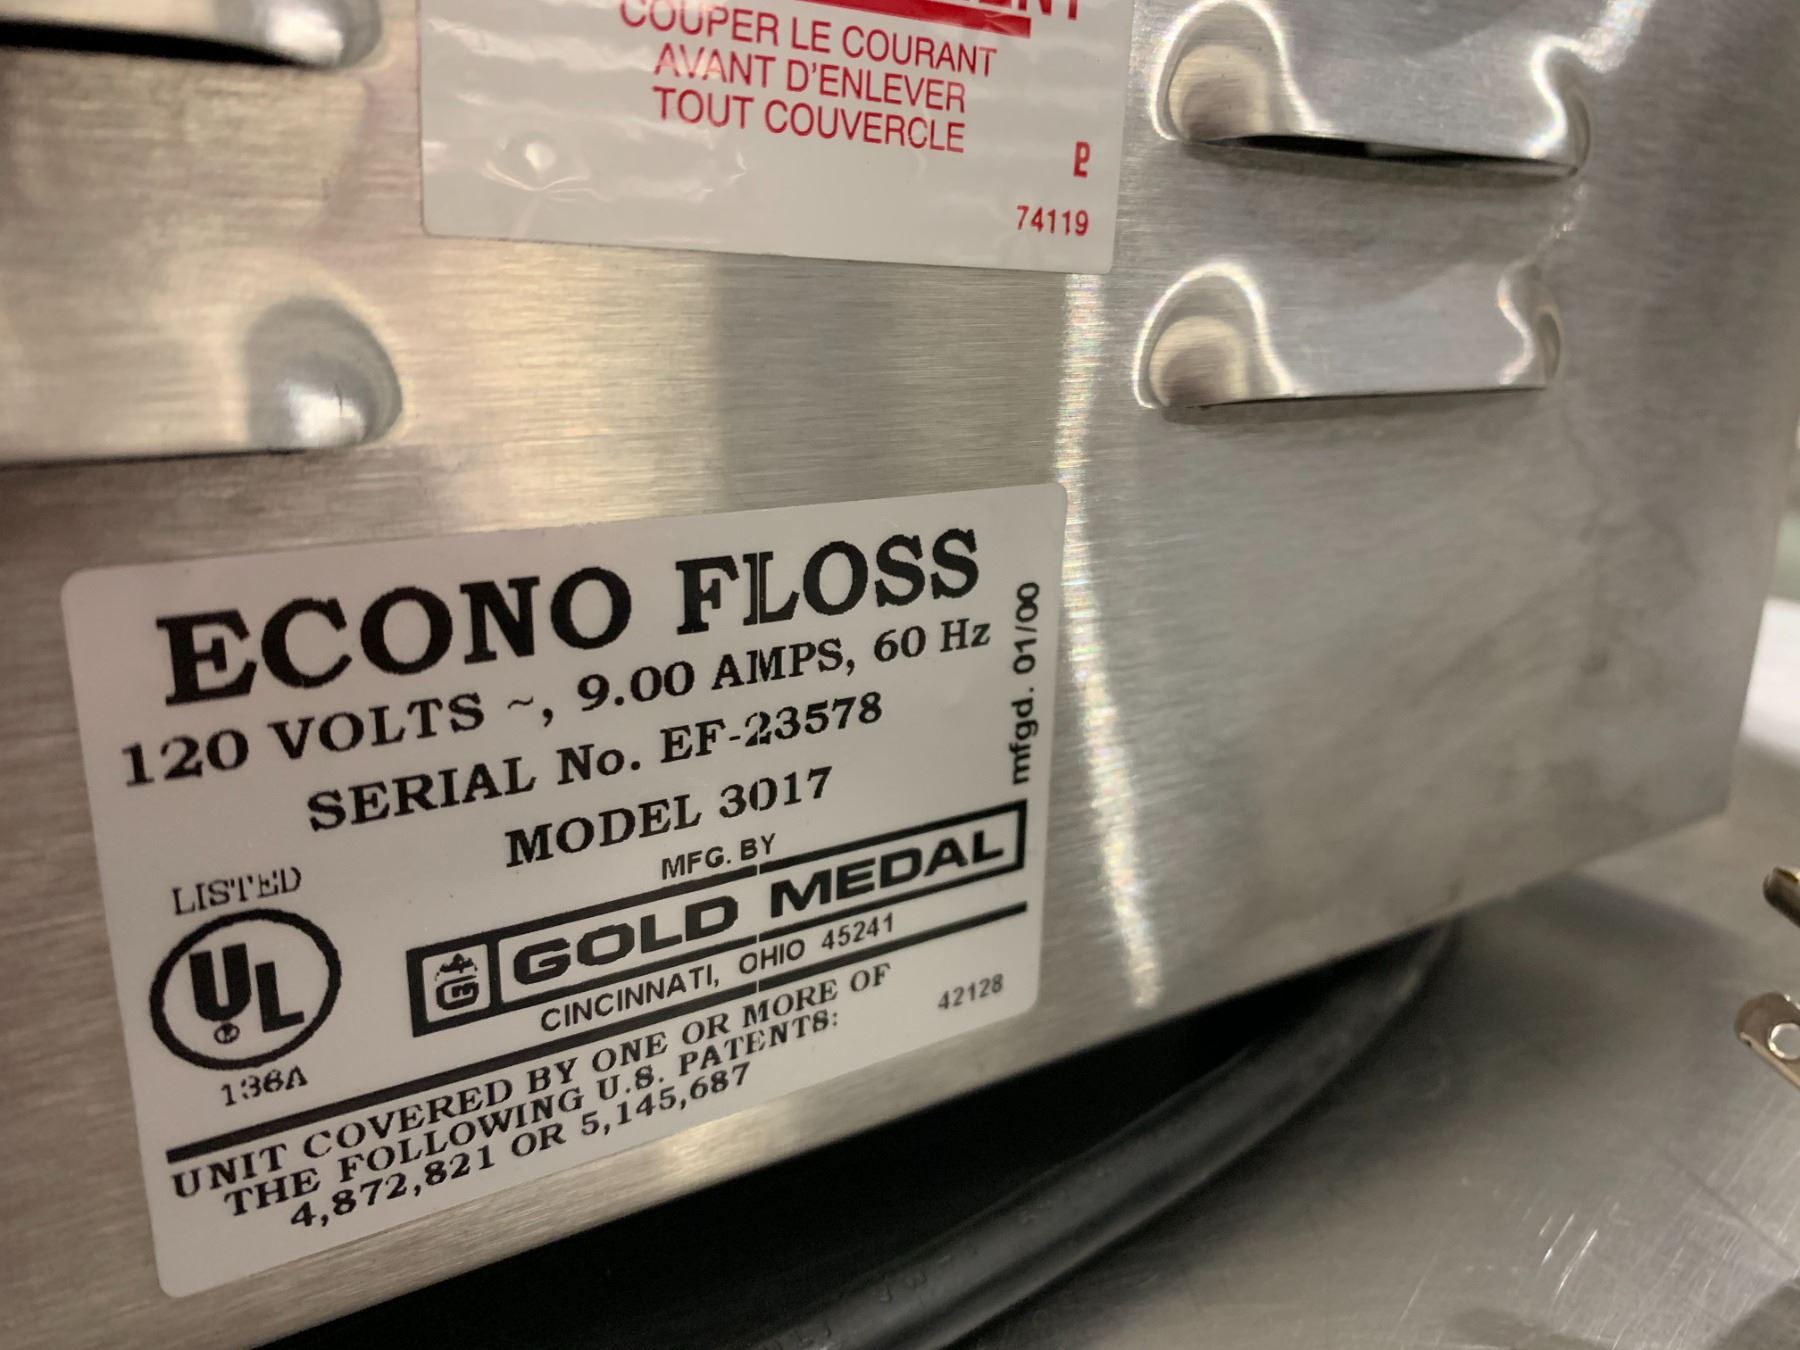 COUPER LE COURANT
AVANT D'ENLEVER
TOUT COUVERCLE
74119
ECONO FLOSS
120 VOLTS ~, 9.00 AMPS, 60 Hz
SERIAL No. EF-23578
MODEL 3017
mfgd. 01/00
MFG. BY
GOLD MEDAL
CINCINNATI, OHIO 45241
LISTED
UL
136A
42128
UNIT COVERED BY ONE OR MORE OF
THE FOLLOWING U.S. PATENTS:
4,872,821 OR 5,145,687